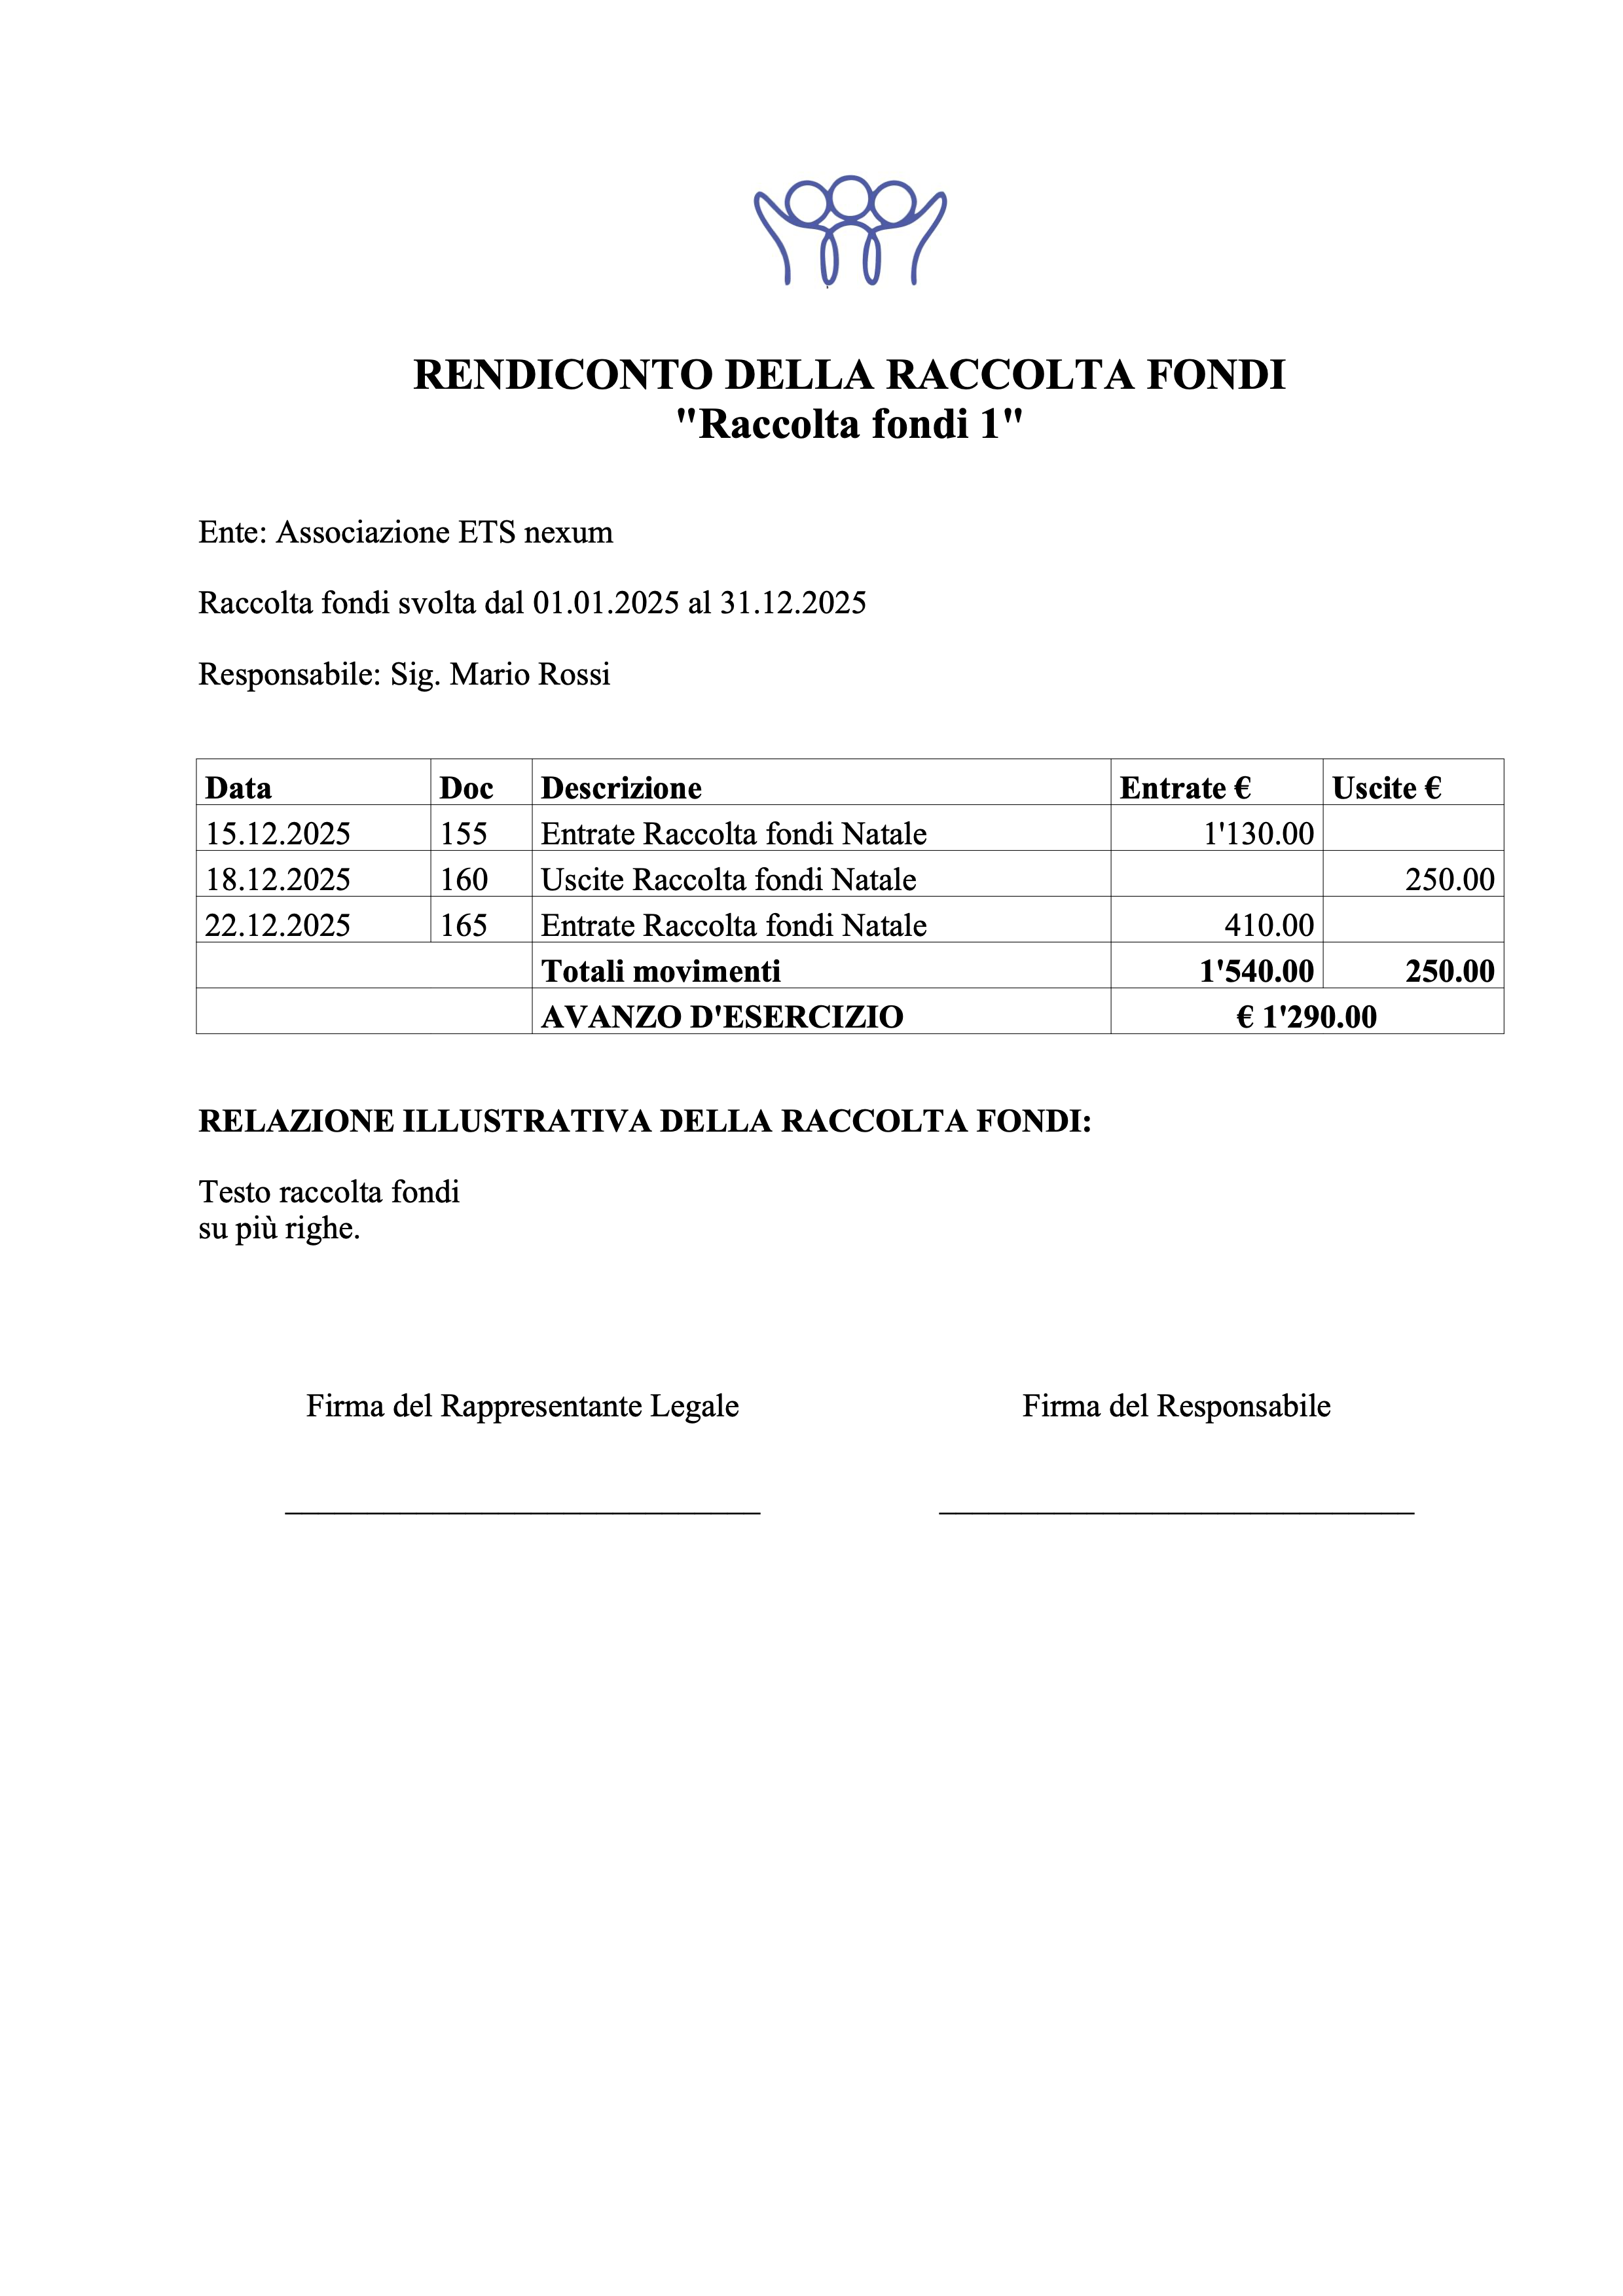 RENDICONTO DELLA RACCOLTA FONDI
"Raccolta fondi 1"
Ente: Associazione ETS nexum
Raccolta fondi svolta dal 01.01.2025 al 31.12.2025
Responsabile: Sig. Mario Rossi
Data Doc Descrizione Entrate € Uscite €
15.12.2025 155 Entrate Raccolta fondi Natale 1'130.00
18.12.2025 160 Uscite Raccolta fondi Natale 250.00
22.12.2025 165 Entrate Raccolta fondi Natale 410.00
Totali movimenti 1'540.00 250.00
AVANZO D'ESERCIZIO € 1'290.00
RELAZIONE ILLUSTRATIVA DELLA RACCOLTA FONDI:
Testo raccolta fondi
su più righe.
Firma del Rappresentante Legale Firma del Responsabile